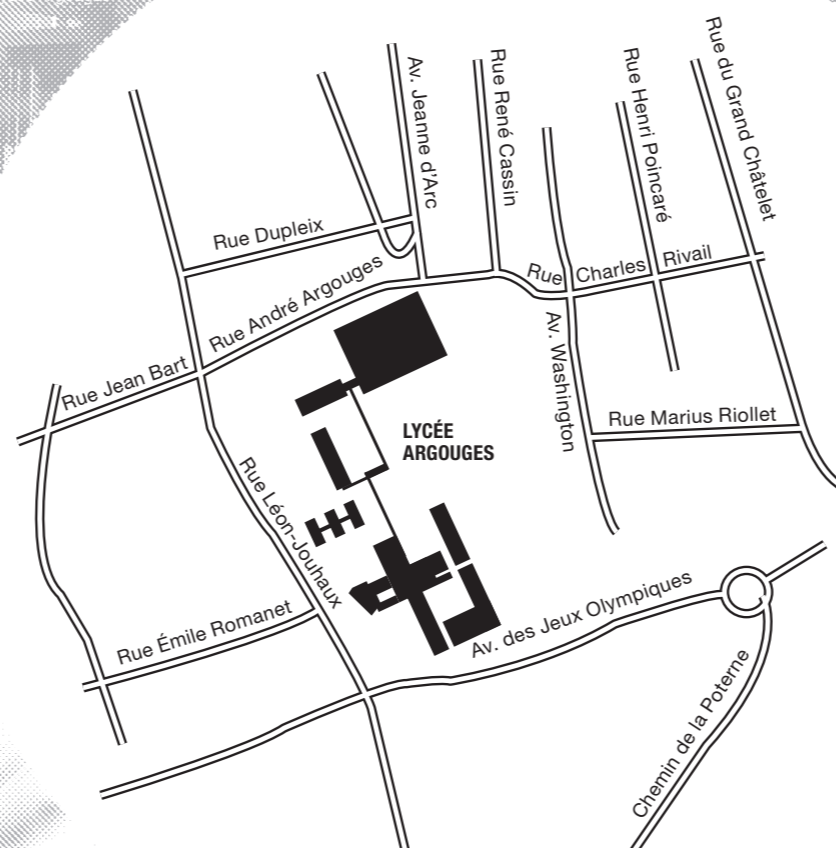 Rue du Grand Châtelet
Rue Henri Poincaré
Rue René Cassin
Av. Jeanne d'Arc
Rue Dupleix
Rue André Argouges
Rue Charles Rivail
Rue Jean Bart
Av. Washington
Rue Marius Riollet
LYCÉE
ARGOUGES
Rue Léon-Jouhaux
Rue Émile Romanet
Av. des Jeux Olympiques
Chemin de la Poterne